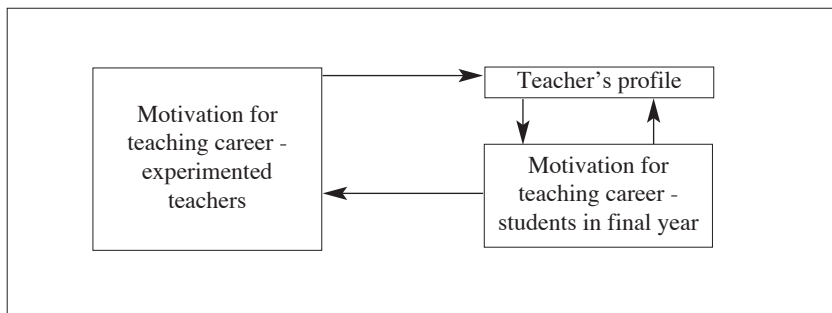 Motivation for
teaching career -
experimented
teachers
Teacher's profile
Motivation for
teaching career -
students in final year